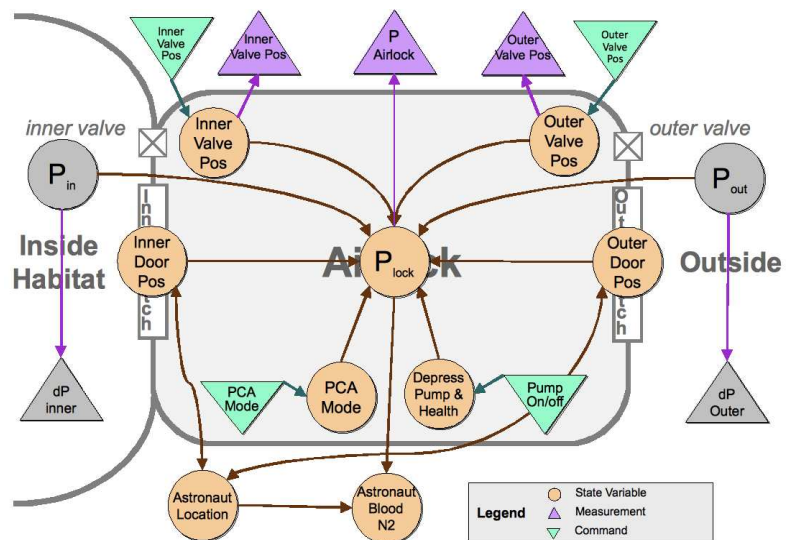 Inner
Valve
Pos
Inner
Valve Pos
P
Airlock
Outer
Valve Pos
Outer
Valve
Pos
inner valve
Inner
Valve
Pos
Outer
Valve
Pos
outer valve
P in
P out
Inside
Habitat
Inner
Door
Pos
P lock
Outer
Door
Pos
Outside
dP
inner
PCA
Mode
PCA
Mode
Depress
Pump &
Health
Pump
On/off
dP
Outer
Astronaut
Location
Astronaut
Blood
N2
Legend
State Variable
Measurement
Command